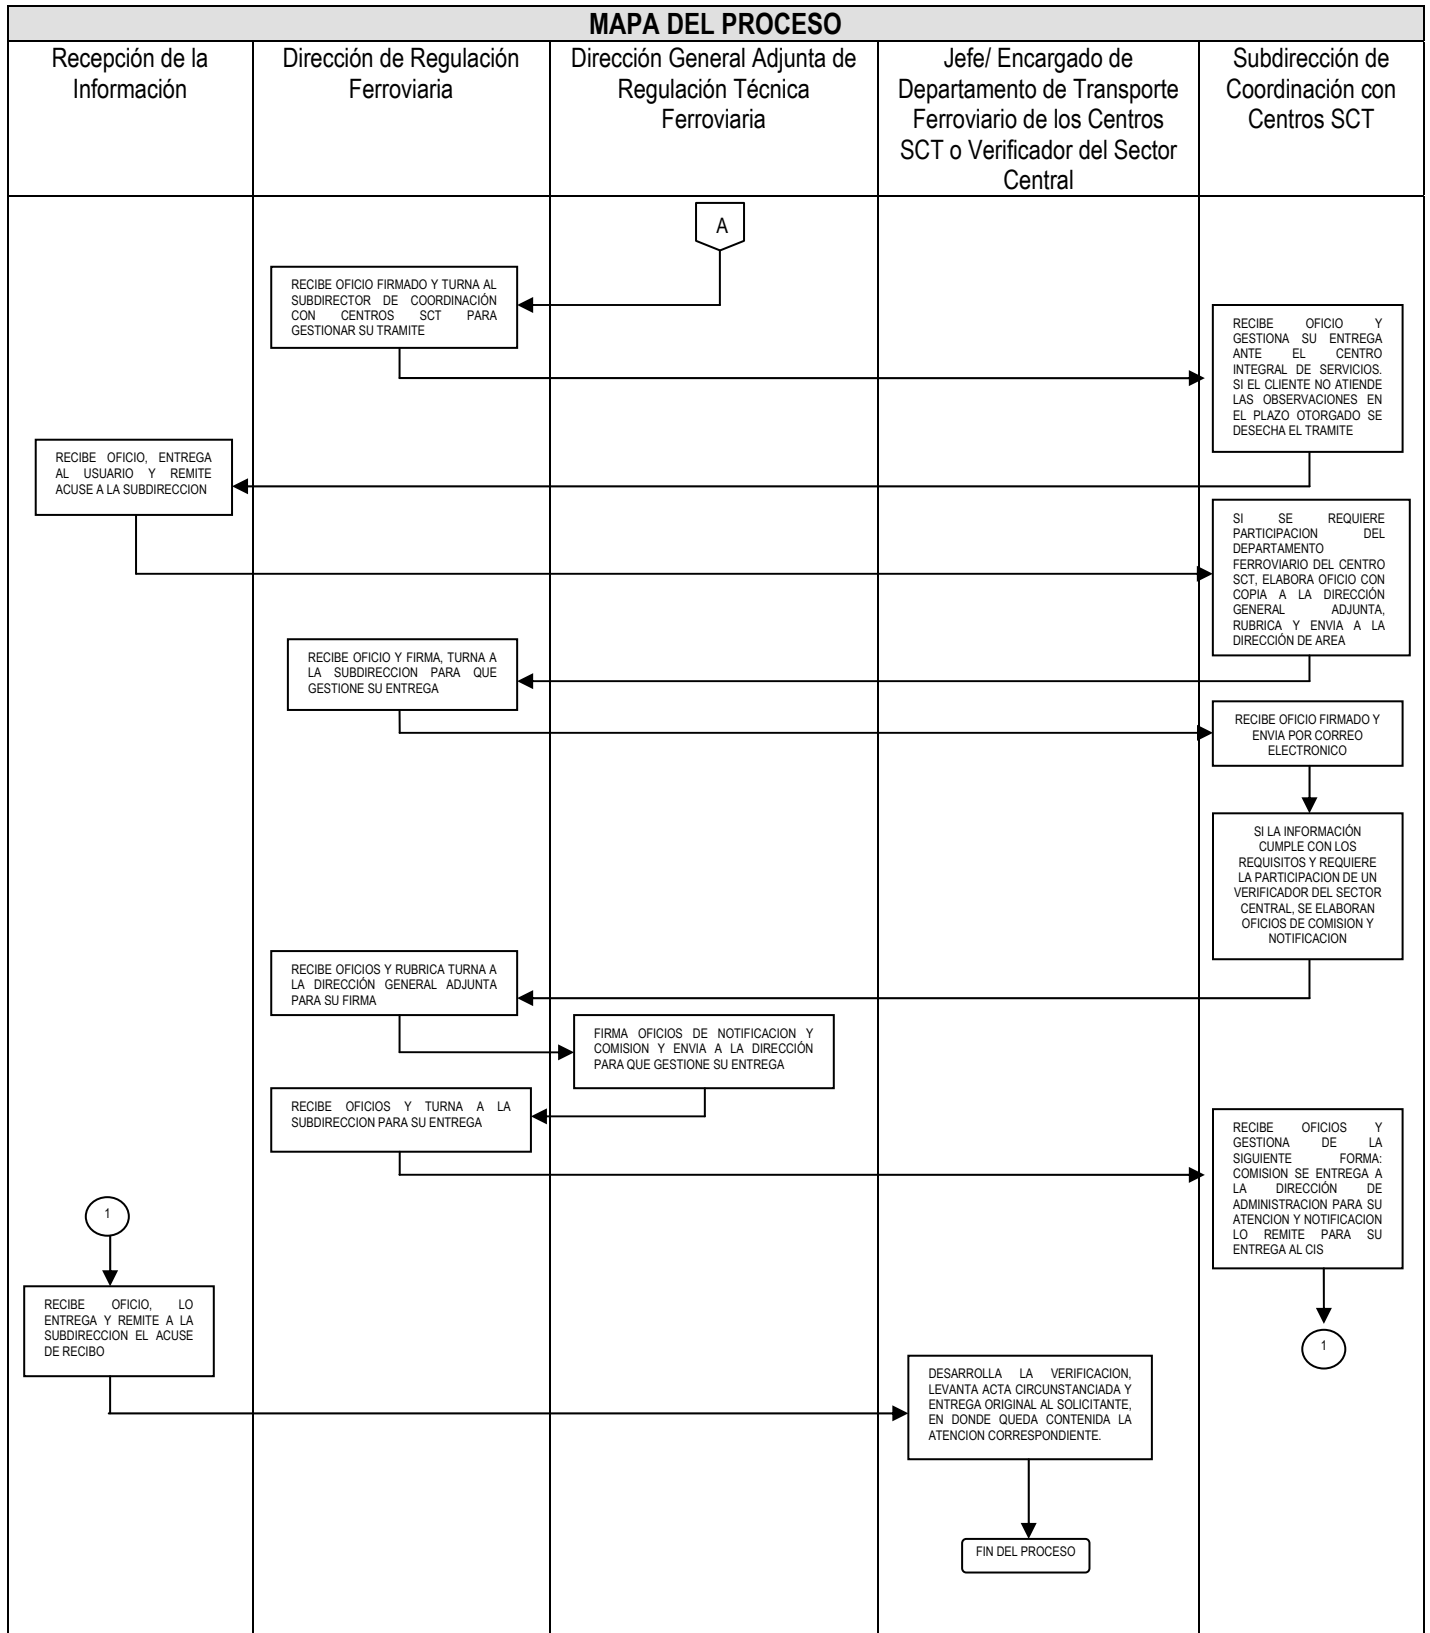 MAPA DEL PROCESO
Recepción de la
Información
Dirección de Regulación
Ferroviaria
Dirección General Adjunta de
Regulación Técnica
Ferroviaria
Jefe/ Encargado de
Departamento de Transporte
Ferroviario de los Centros
SCT o Verificador del Sector
Central
Subdirección de
Coordinación con
Centros SCT
A
RECIBE OFICIO FIRMADO Y TURNA AL
SUBDIRECTOR DE COORDINACIÓN
CON CENTROS SCT PARA
GESTIONAR SU TRAMITE
RECIBE OFICIO Y
GESTIONA SU ENTREGA
ANTE EL CENTRO
INTEGRAL DE SERVICIOS.
SI EL CLIENTE NO ATIENDE
LAS OBSERVACIONES EN
EL PLAZO OTORGADO SE
DESECHA EL TRAMITE
RECIBE OFICIO, ENTREGA
AL USUARIO Y REMITE
ACUSE A LA SUBDIRECCION
SI SE REQUIERE
PARTICIPACION DEL
DEPARTAMENTO
FERROVIARIO DEL CENTRO
SCT, ELABORA OFICIO CON
COPIA A LA DIRECCIÓN
GENERAL ADJUNTA,
RUBRICA Y ENVIA A LA
DIRECCIÓN DE AREA
RECIBE OFICIO Y FIRMA, TURNA A
LA SUBDIRECCION PARA QUE
GESTIONE SU ENTREGA
RECIBE OFICIO FIRMADO Y
ENVIA POR CORREO
ELECTRONICO
SI LA INFORMACIÓN
CUMPLE CON LOS
REQUISITOS Y REQUIERE
LA PARTICIPACION DE UN
VERIFICADOR DEL SECTOR
CENTRAL, SE ELABORAN
OFICIOS DE COMISION Y
NOTIFICACION
RECIBE OFICIOS Y RUBRICA TURNA A
LA DIRECCIÓN GENERAL ADJUNTA
PARA SU FIRMA
FIRMA OFICIOS DE NOTIFICACION Y
COMISION Y ENVIA A LA DIRECCIÓN
PARA QUE GESTIONE SU ENTREGA
RECIBE OFICIOS Y TURNA A LA
SUBDIRECCION PARA SU ENTREGA
RECIBE OFICIOS Y
GESTIONA DE LA
SIGUIENTE FORMA:
COMISION SE ENTREGA A
LA DIRECCIÓN DE
ADMINISTRACION PARA SU
ATENCION Y NOTIFICACION
LO REMITE PARA SU
ENTREGA AL CIS
1
RECIBE OFICIO, LO
ENTREGA Y REMITE A LA
SUBDIRECCION EL ACUSE
DE RECIBO
1
DESARROLLA LA VERIFICACION,
LEVANTA ACTA CIRCUNSTANCIADA Y
ENTREGA ORIGINAL AL SOLICITANTE,
EN DONDE QUEDA CONTENIDA LA
ATENCION CORRESPONDIENTE.
FIN DEL PROCESO